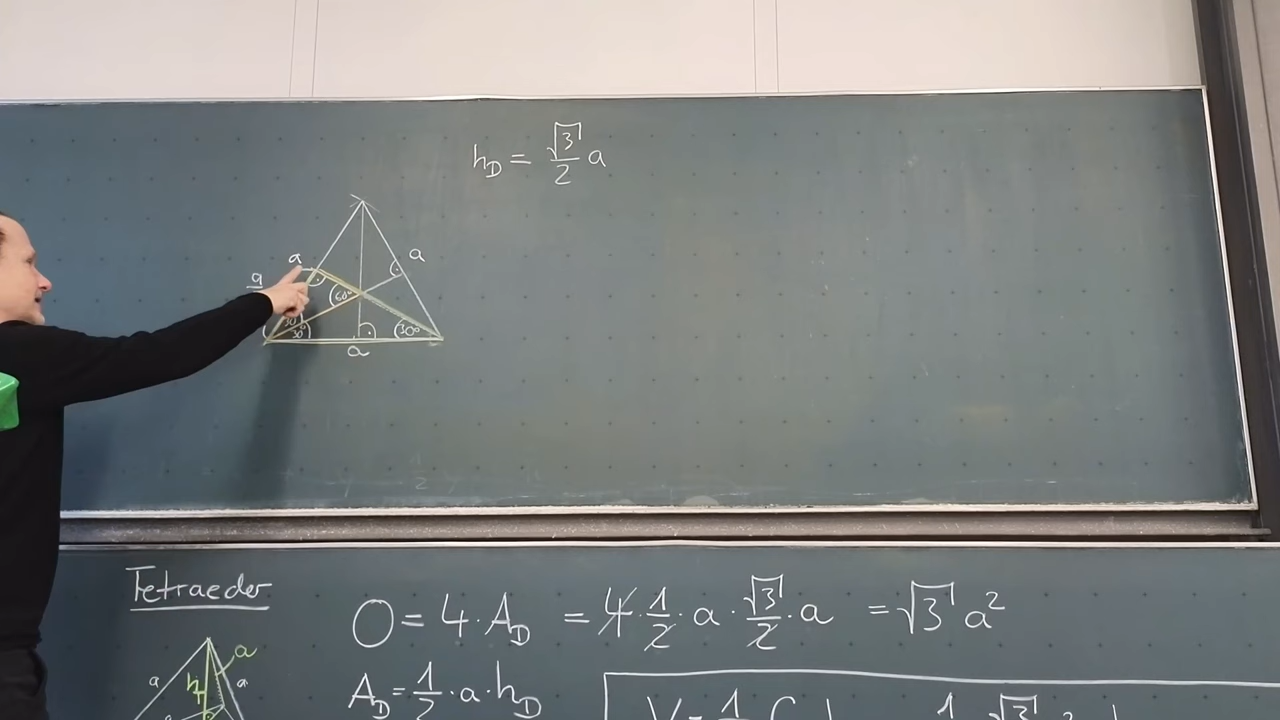 h_D = √3/2 a
a
a
a
60°
30°
30°
30°
a
Tetraeder
O = 4 · A_D = 4 · 1/2 · a · √3/2 · a = √3 a²
a
a
a
A_D = 1/2 · a · h_D